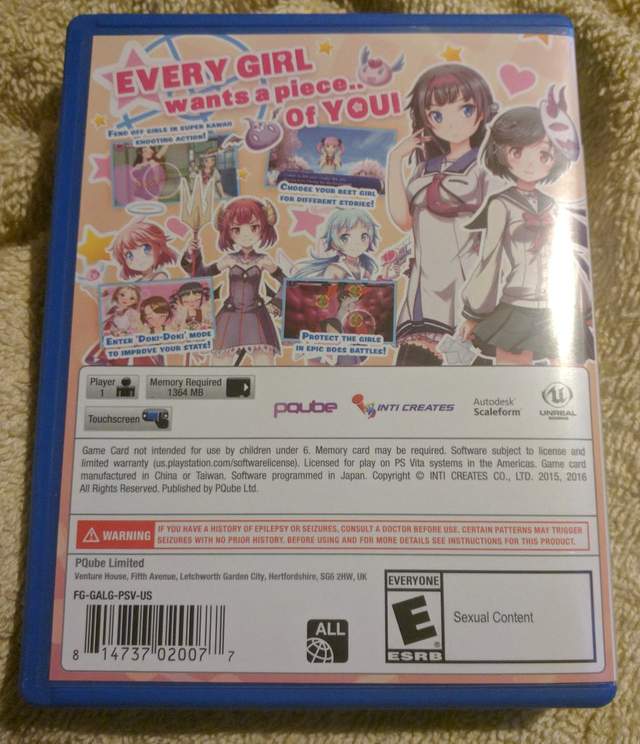 EVERY GIRL
wants a piece..
Of YOU!
Fend off girls in super kawaii
shooting action!
Choose your best girl
for different stories!
Enter 'Doki-Doki' mode
to improve your stats!
Protect the girls
in epic boss battles!
Player
1
Memory Required
1364 MB
Touchscreen
PQube
INTI CREATES
Autodesk
Scaleform
UNREAL
Game Card not intended for use by children under 6. Memory card may be required. Software subject to license and
limited warranty (us.playstation.com/softwarelicense). Licensed for play on PS Vita systems in the Americas. Game card
manufactured in China or Taiwan. Software programmed in Japan. Copyright © INTI CREATES CO., LTD. 2015, 2016
All Rights Reserved. Published by PQube Ltd.
WARNING
IF YOU HAVE A HISTORY OF EPILEPSY OR SEIZURES, CONSULT A DOCTOR BEFORE USE. CERTAIN PATTERNS MAY TRIGGER
SEIZURES WITH NO PRIOR HISTORY. BEFORE USING AND FOR MORE DETAILS SEE INSTRUCTIONS FOR THIS PRODUCT.
PQube Limited
Venture House, Fifth Avenue, Letchworth Garden City, Hertfordshire, SG6 2HW, UK
FG-GALG-PSV-US
8 14737 02007 7
ALL
EVERYONE
E
ESRB
Sexual Content